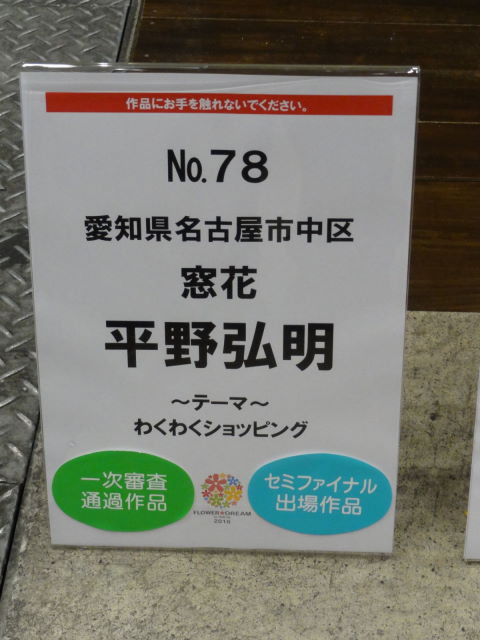 作品にお手を触れないでください。
No.78
愛知県名古屋市中区
窓花
平野弘明
～テーマ～
わくわくショッピング
一次審査
通過作品
FLOWER DREAM
2018
セミファイナル
出場作品